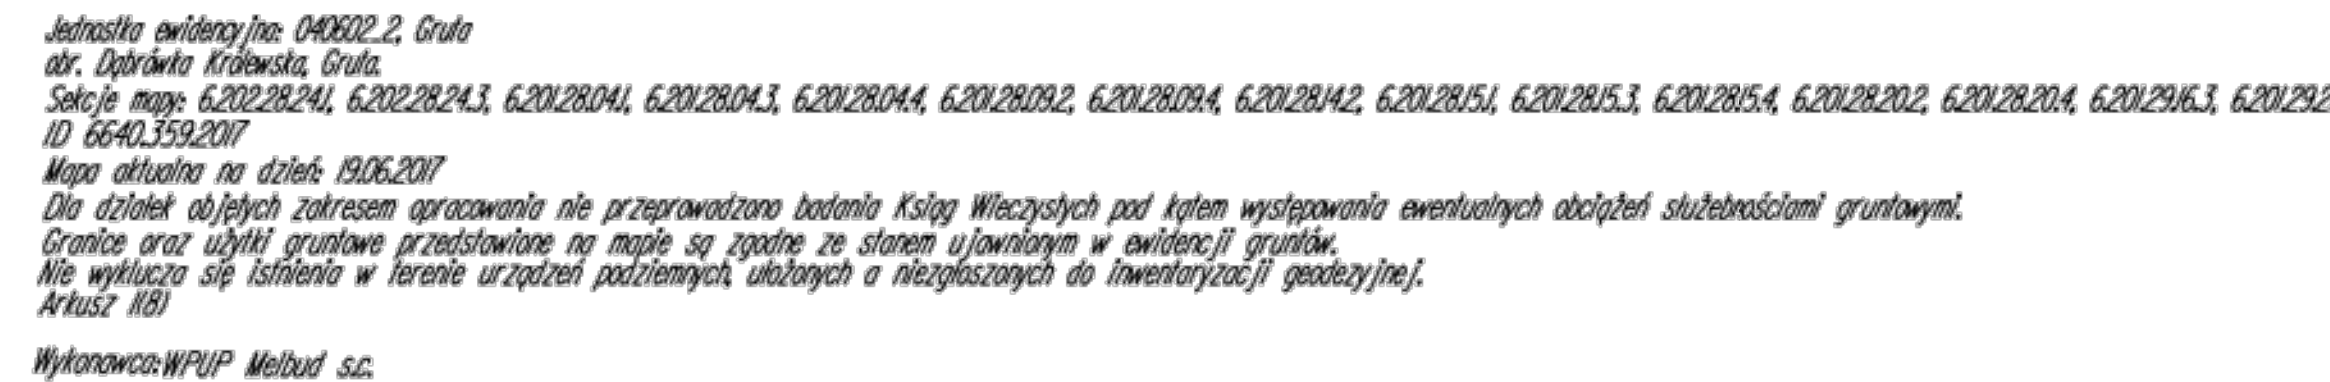 Jednostka ewidencyjna: 040602_2, Gruta
obr. Dąbrówka Królewska, Gruta.
Sekcje mapy: 6.202.28.24.1, 6.202.28.24.3, 6.201.28.04.1, 6.201.28.04.3, 6.201.28.04.4, 6.201.28.09.2, 6.201.28.09.4, 6.201.28.14.2, 6.201.28.15.1, 6.201.28.15.3, 6.201.28.15.4, 6.201.28.20.2, 6.201.28.20.4, 6.201.29.16.3, 6.201.29.2
ID 6640.359.2017
Mapa aktualna na dzień: 19.06.2017
Dla działek objętych zakresem opracowania nie przeprowadzono badania Ksiąg Wieczystych pod kątem występowania ewentualnych obciążeń służebnościami gruntowymi.
Granice oraz użytki gruntowe przedstawione na mapie są zgodne ze stanem ujawnionym w ewidencji gruntów.
Nie wyklucza się istnienia w terenie urządzeń podziemnych, ułożonych a niezgłoszonych do inwentaryzacji geodezyjnej.
Arkusz 1(8)
Wykonawca:WPUP Melbud s.c.